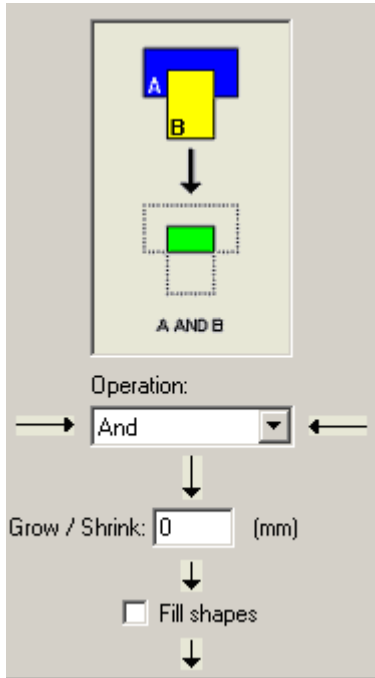 A
B
A AND B
Operation:
And
Grow / Shrink: 0 (mm)
Fill shapes